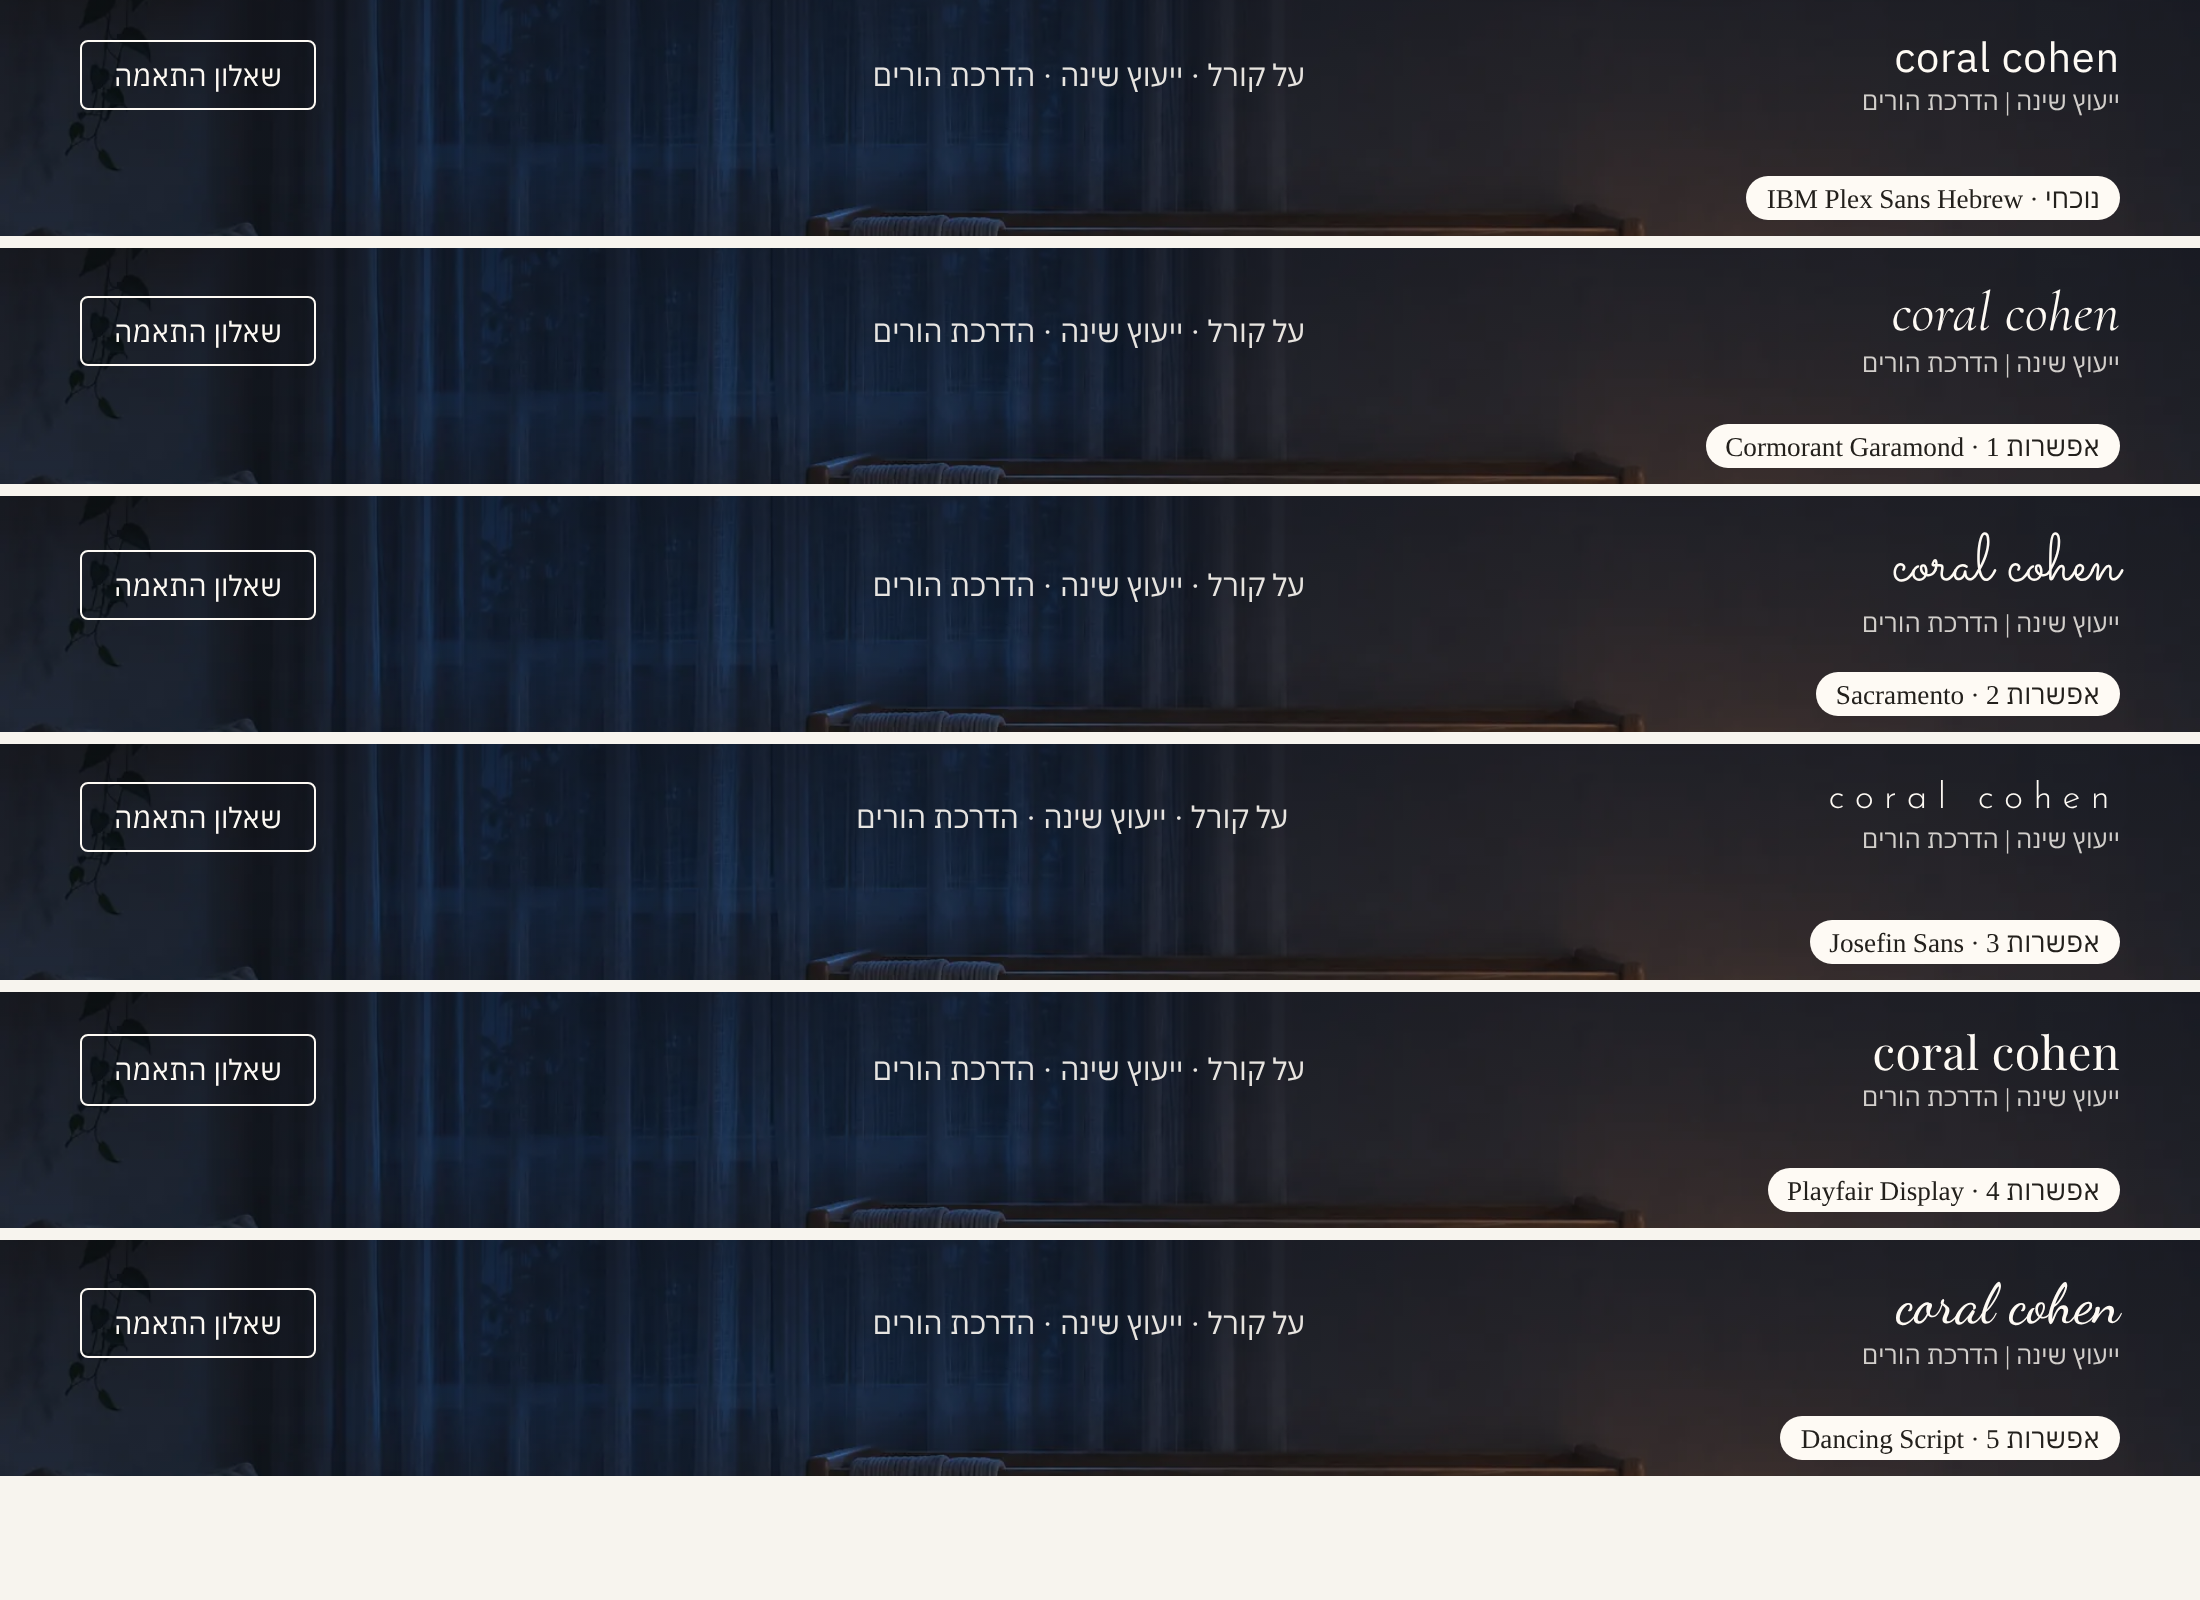 coral cohen
ייעוץ שינה | הדרכת הורים
על קורל · ייעוץ שינה · הדרכת הורים
שאלון התאמה
נוכחי · IBM Plex Sans Hebrew
coral cohen
ייעוץ שינה | הדרכת הורים
על קורל · ייעוץ שינה · הדרכת הורים
שאלון התאמה
אפשרות 1 · Cormorant Garamond
coral cohen
ייעוץ שינה | הדרכת הורים
על קורל · ייעוץ שינה · הדרכת הורים
שאלון התאמה
אפשרות 2 · Sacramento
coral cohen
ייעוץ שינה | הדרכת הורים
על קורל · ייעוץ שינה · הדרכת הורים
שאלון התאמה
אפשרות 3 · Josefin Sans
coral cohen
ייעוץ שינה | הדרכת הורים
על קורל · ייעוץ שינה · הדרכת הורים
שאלון התאמה
אפשרות 4 · Playfair Display
coral cohen
ייעוץ שינה | הדרכת הורים
על קורל · ייעוץ שינה · הדרכת הורים
שאלון התאמה
אפשרות 5 · Dancing Script